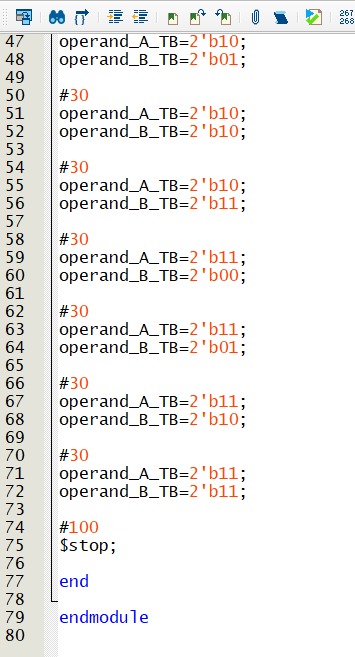 267
268
47 operand_A_TB=2'b10;
48 operand_B_TB=2'b01;
49
50 #30
51 operand_A_TB=2'b10;
52 operand_B_TB=2'b10;
53
54 #30
55 operand_A_TB=2'b10;
56 operand_B_TB=2'b11;
57
58 #30
59 operand_A_TB=2'b11;
60 operand_B_TB=2'b00;
61
62 #30
63 operand_A_TB=2'b11;
64 operand_B_TB=2'b01;
65
66 #30
67 operand_A_TB=2'b11;
68 operand_B_TB=2'b10;
69
70 #30
71 operand_A_TB=2'b11;
72 operand_B_TB=2'b11;
73
74 #100
75 $stop;
76
77 end
78
79 endmodule
80